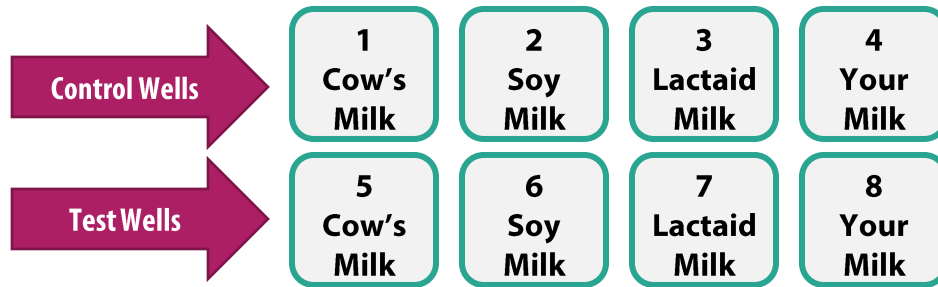 Control Wells
1
Cow's
Milk
2
Soy
Milk
3
Lactaid
Milk
4
Your
Milk
Test Wells
5
Cow's
Milk
6
Soy
Milk
7
Lactaid
Milk
8
Your
Milk